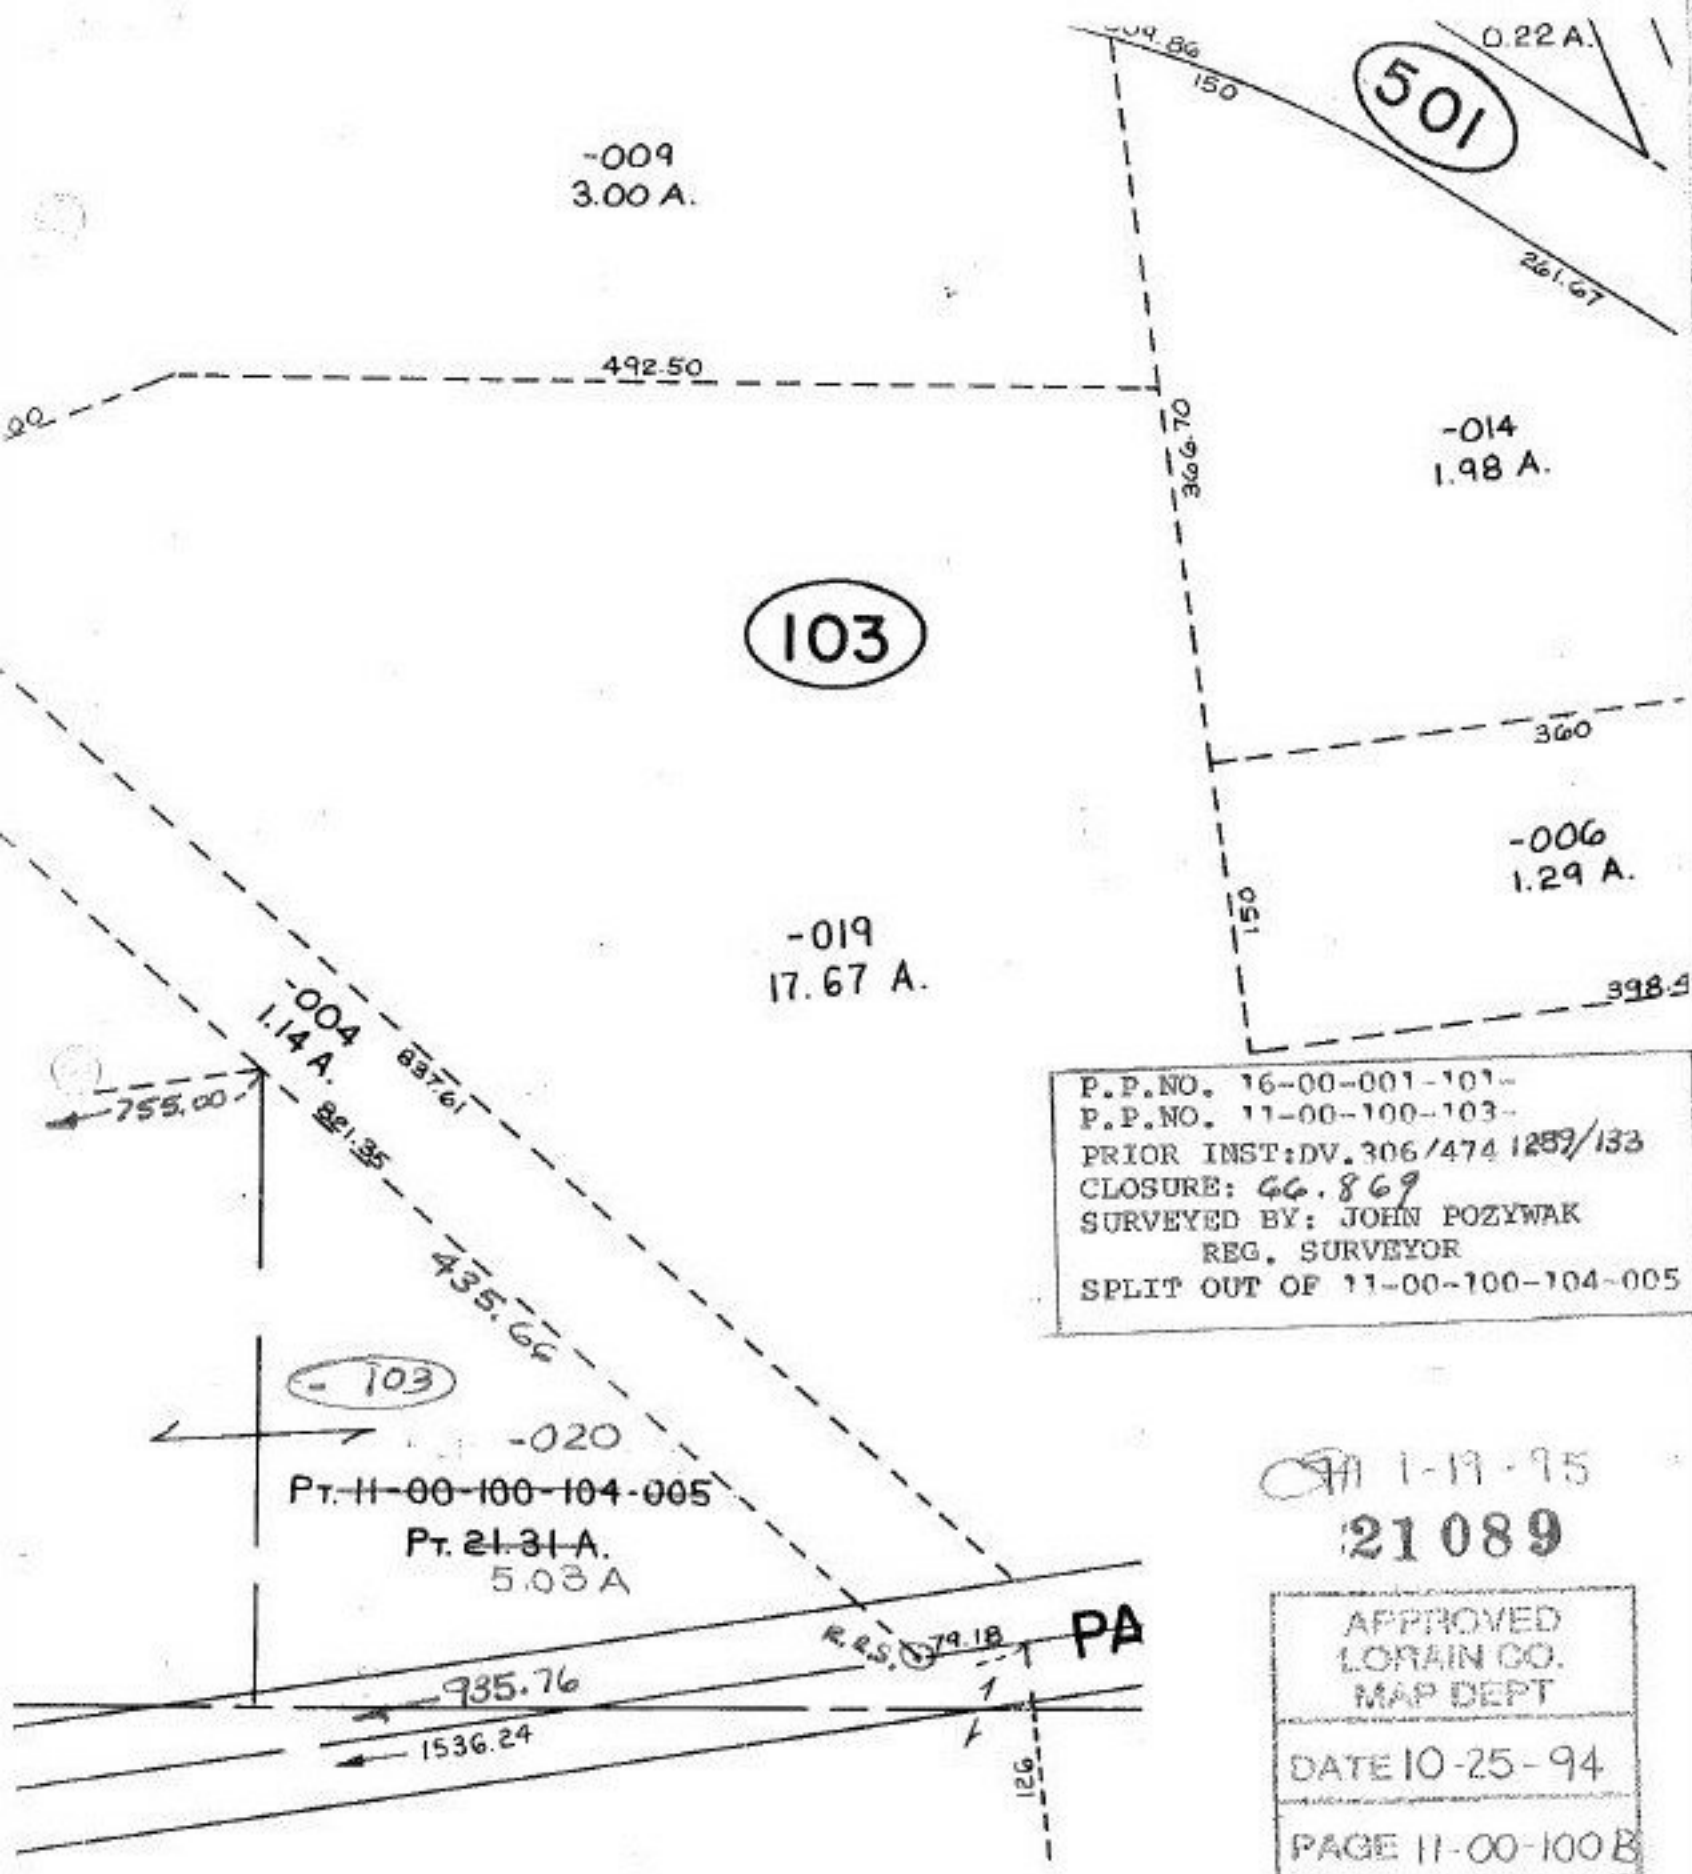 0.22 A.
150
501
-009
3.00 A.
261.67
492.50
366.70
-014
1.98 A.
103
360
-006
1.29 A.
150
-019
17.67 A.
398.
-004
1.14 A.
837.61
755.00
821.35
P.P.NO. 16-00-001-101-
P.P.NO. 11-00-100-103-
PRIOR INST:DV.306/474 1289/133
CLOSURE: 66.869
SURVEYED BY: JOHN POZYWAK
REG. SURVEYOR
SPLIT OUT OF 11-00-100-104-005
435.66
- 103
-020
PT. 11-00-100-104-005
PT. 21.31 A.
5.03 A
1-19-95
21089
APPROVED
LORAIN CO.
MAP DEPT
DATE 10-25-94
PAGE 11-00-100 B
R.R.S.
79.18
PA
935.76
1536.24
126